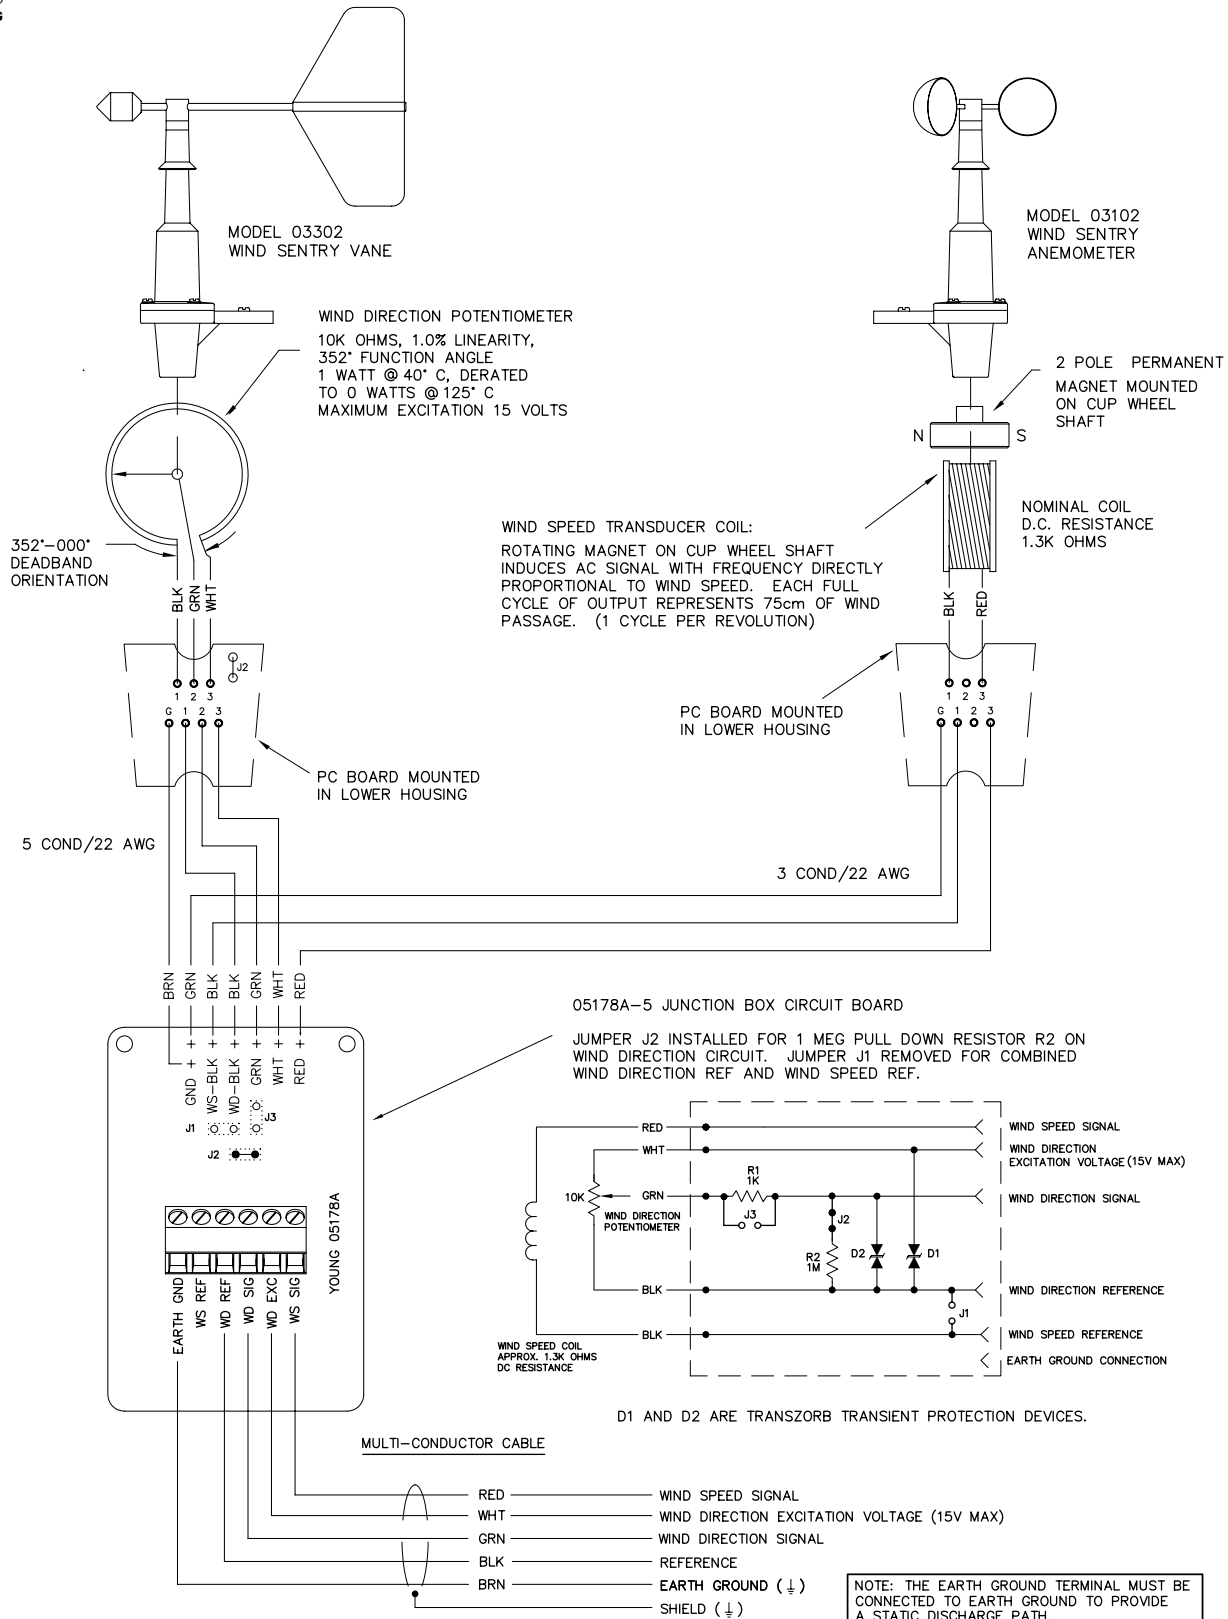 MODEL 03302
WIND SENTRY VANE
MODEL 03102
WIND SENTRY
ANEMOMETER
WIND DIRECTION POTENTIOMETER
10K OHMS, 1.0% LINEARITY,
352° FUNCTION ANGLE
1 WATT @ 40° C, DERATED
TO 0 WATTS @ 125° C
MAXIMUM EXCITATION 15 VOLTS
2 POLE PERMANENT
MAGNET MOUNTED
ON CUP WHEEL
SHAFT
N
S
352°-000°
DEADBAND
ORIENTATION
WIND SPEED TRANSDUCER COIL:
ROTATING MAGNET ON CUP WHEEL SHAFT
INDUCES AC SIGNAL WITH FREQUENCY DIRECTLY
PROPORTIONAL TO WIND SPEED. EACH FULL
CYCLE OF OUTPUT REPRESENTS 75cm OF WIND
PASSAGE. (1 CYCLE PER REVOLUTION)
NOMINAL COIL
D.C. RESISTANCE
1.3K OHMS
BLK
GRN
WHT
BLK
RED
J2
1 2 3
G 1 2 3
1 2 3
G 1 2 3
PC BOARD MOUNTED
IN LOWER HOUSING
PC BOARD MOUNTED
IN LOWER HOUSING
5 COND/22 AWG
3 COND/22 AWG
BRN
GRN
BLK
BLK
GRN
WHT
RED
GND +
WS-BLK +
WD-BLK +
GRN +
WHT +
RED +
J1
J3
J2
YOUNG 05178A
EARTH GND
WS REF
WD REF
WD SIG
WD EXC
WS SIG
05178A-5 JUNCTION BOX CIRCUIT BOARD
JUMPER J2 INSTALLED FOR 1 MEG PULL DOWN RESISTOR R2 ON
WIND DIRECTION CIRCUIT. JUMPER J1 REMOVED FOR COMBINED
WIND DIRECTION REF AND WIND SPEED REF.
RED
WIND SPEED SIGNAL
WHT
WIND DIRECTION
EXCITATION VOLTAGE (15V MAX)
R1
1K
10K
GRN
WIND DIRECTION SIGNAL
WIND DIRECTION
POTENTIOMETER
J3
J2
R2
1M
D2
D1
BLK
WIND DIRECTION REFERENCE
J1
BLK
WIND SPEED REFERENCE
WIND SPEED COIL
APPROX. 1.3K OHMS
DC RESISTANCE
EARTH GROUND CONNECTION
D1 AND D2 ARE TRANSZORB TRANSIENT PROTECTION DEVICES.
MULTI-CONDUCTOR CABLE
RED WIND SPEED SIGNAL
WHT WIND DIRECTION EXCITATION VOLTAGE (15V MAX)
GRN WIND DIRECTION SIGNAL
BLK REFERENCE
BRN EARTH GROUND (⏚)
SHIELD (⏚)
NOTE: THE EARTH GROUND TERMINAL MUST BE
CONNECTED TO EARTH GROUND TO PROVIDE
A STATIC DISCHARGE PATH